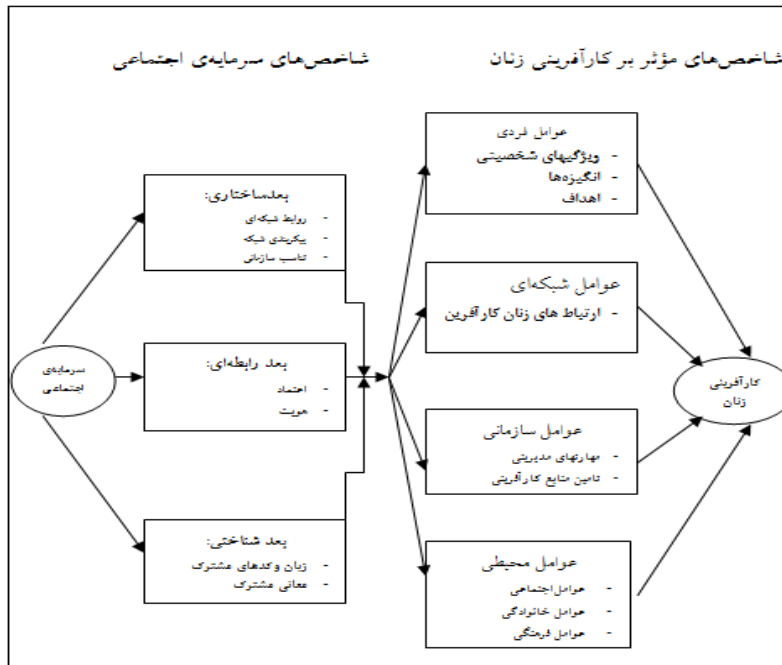 شاخص‌های مؤثر بر کارآفرینی زنان
شاخص‌های سرمایه‌ی اجتماعی
عوامل فردی
- ویژگیهای شخصیتی
- انگیزه‌ها
- اهداف
بعدساختاری:
- روابط شبکه‌ای
- پیکربندی شبکه
- تناسب سازمانی
عوامل شبکه‌ای
- ارتباط های زنان کارآفرین
سرمایه‌ی
اجتماعی
بعد رابطه‌ای:
- اعتماد
- هویت
کارآفرینی
زنان
عوامل سازمانی
- مهارتهای مدیریتی
- تامین منابع کارآفرینی
بعد شناختی:
- زبان وکدهای مشترک
- معانی مشترک
عوامل محیطی
- عوامل‌اجتماعی
- عوامل خانوادگی
- عوامل فرهنگی